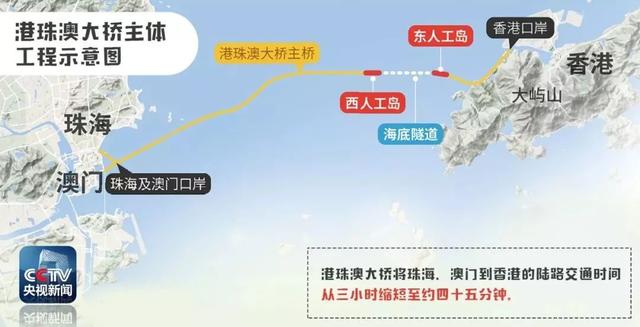 港珠澳大桥主体
工程示意图
港珠澳大桥主桥
东人工岛
香港口岸
香港
大屿山
西人工岛
海底隧道
珠海
澳门
珠海及澳门口岸
CCTV
央视新闻
港珠澳大桥将珠海、澳门到香港的陆路交通时间
从三小时缩短至约四十五分钟。